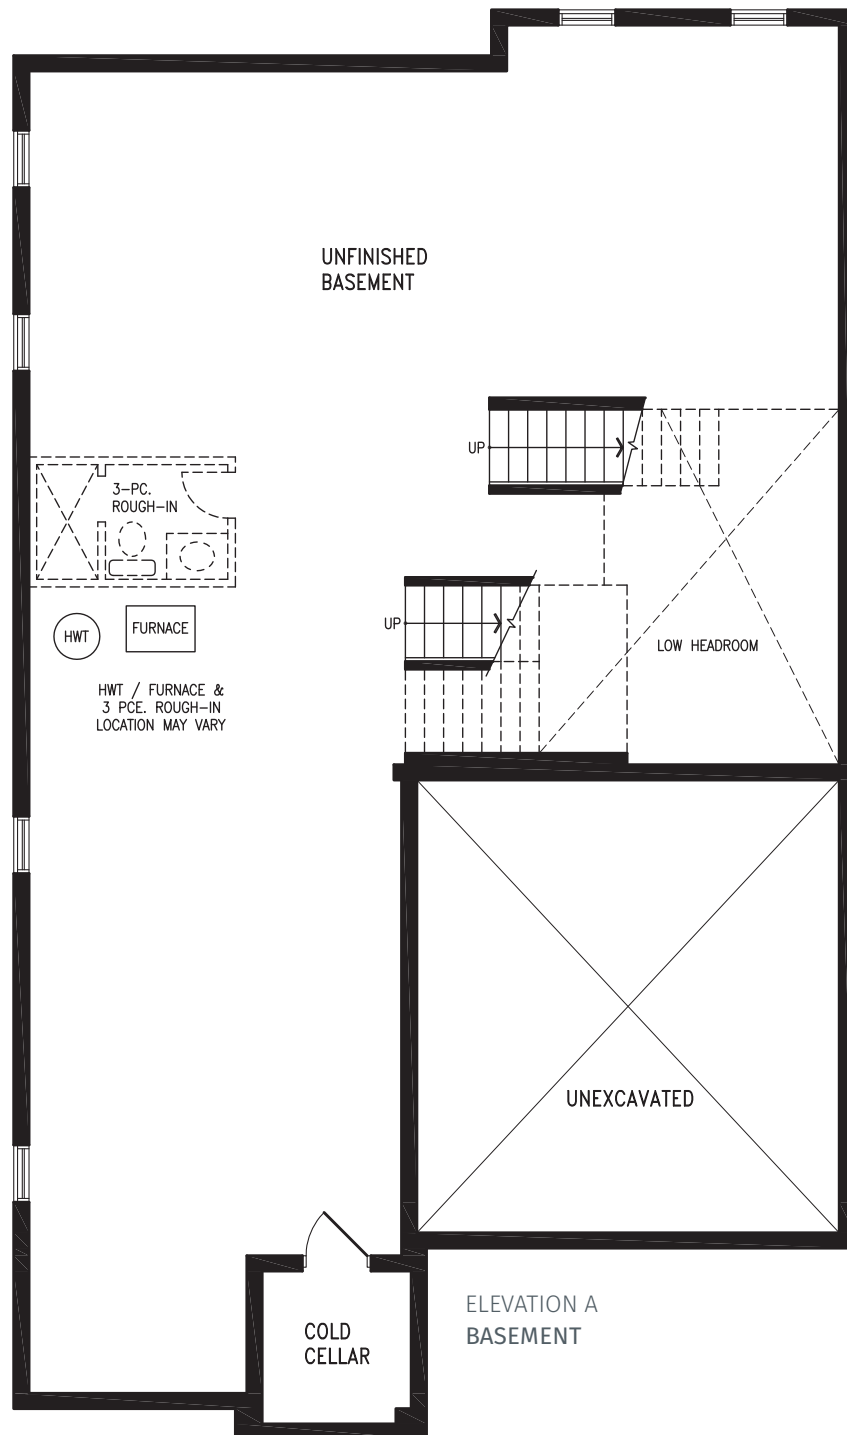 UNFINISHED
BASEMENT
UP
3-PC.
ROUGH-IN
UP
HWT
FURNACE
LOW HEADROOM
HWT / FURNACE &
3 PCE. ROUGH-IN
LOCATION MAY VARY
UNEXCAVATED
COLD
CELLAR
ELEVATION A
BASEMENT